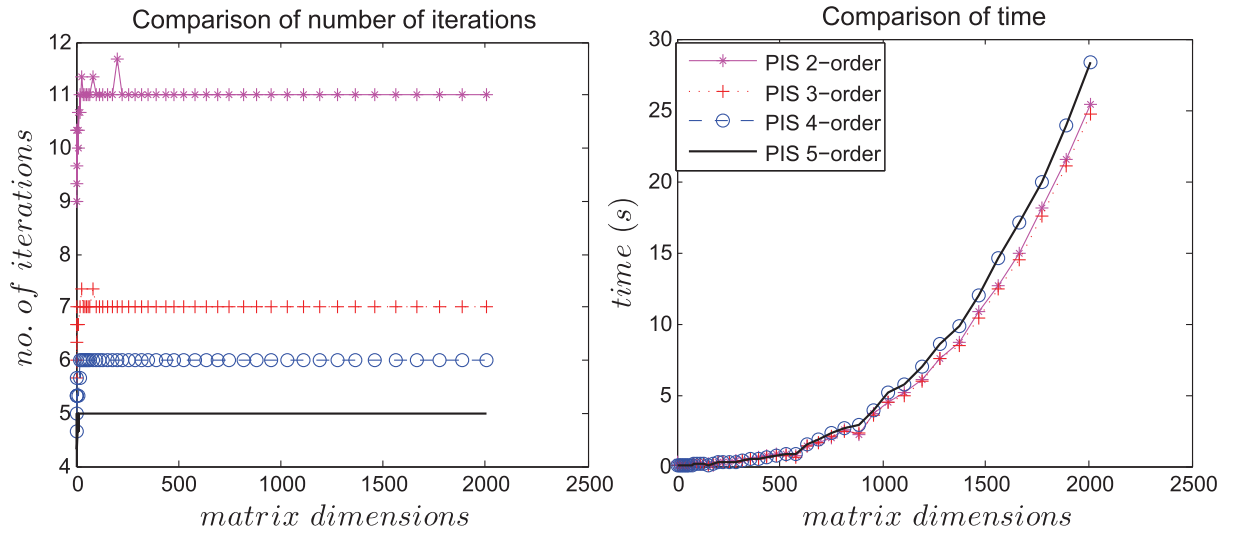 Comparison of number of iterations
12
11
10
9
8
7
6
5
4
no. of iterations
0
500
1000
1500
2000
2500
matrix dimensions
Comparison of time
30
25
20
15
10
5
0
time (s)
PIS 2-order
PIS 3-order
PIS 4-order
PIS 5-order
0
500
1000
1500
2000
2500
matrix dimensions